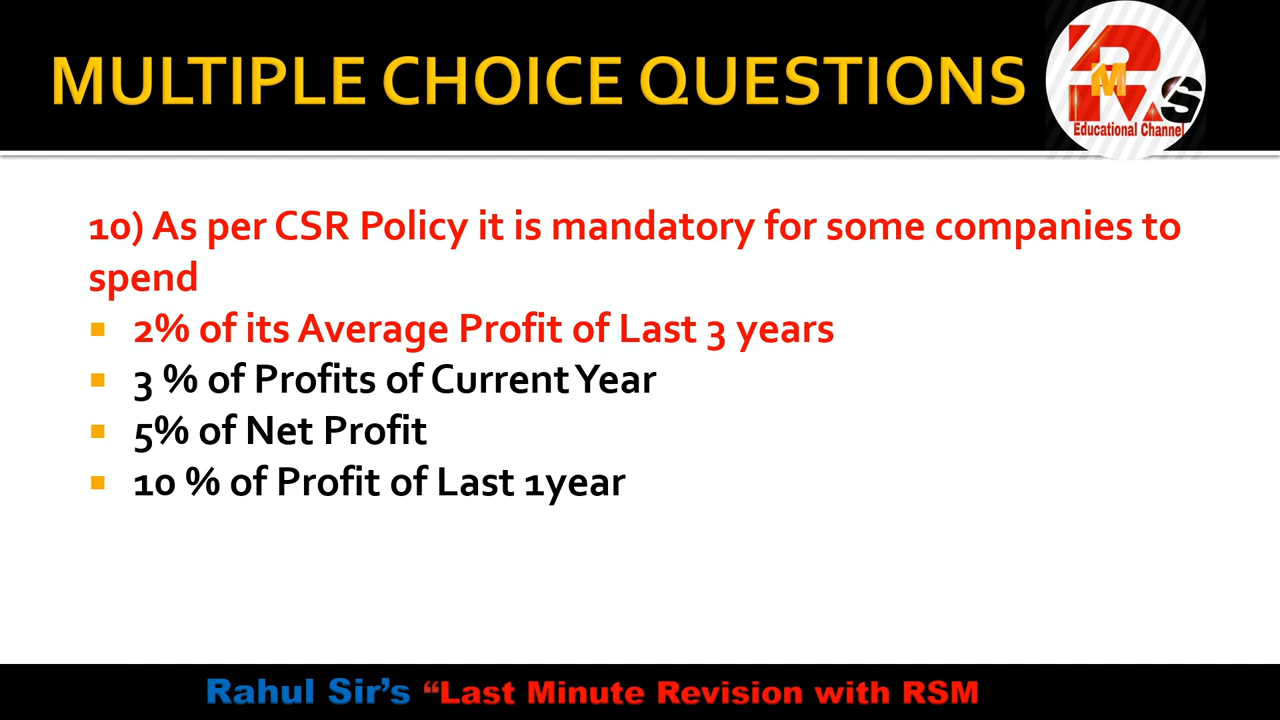 MULTIPLE CHOICE QUESTIONS
RMS
Educational Channel
10) As per CSR Policy it is mandatory for some companies to
spend
2% of its Average Profit of Last 3 years
3 % of Profits of Current Year
5% of Net Profit
10 % of Profit of Last 1year
Rahul Sir's “Last Minute Revision with RSM